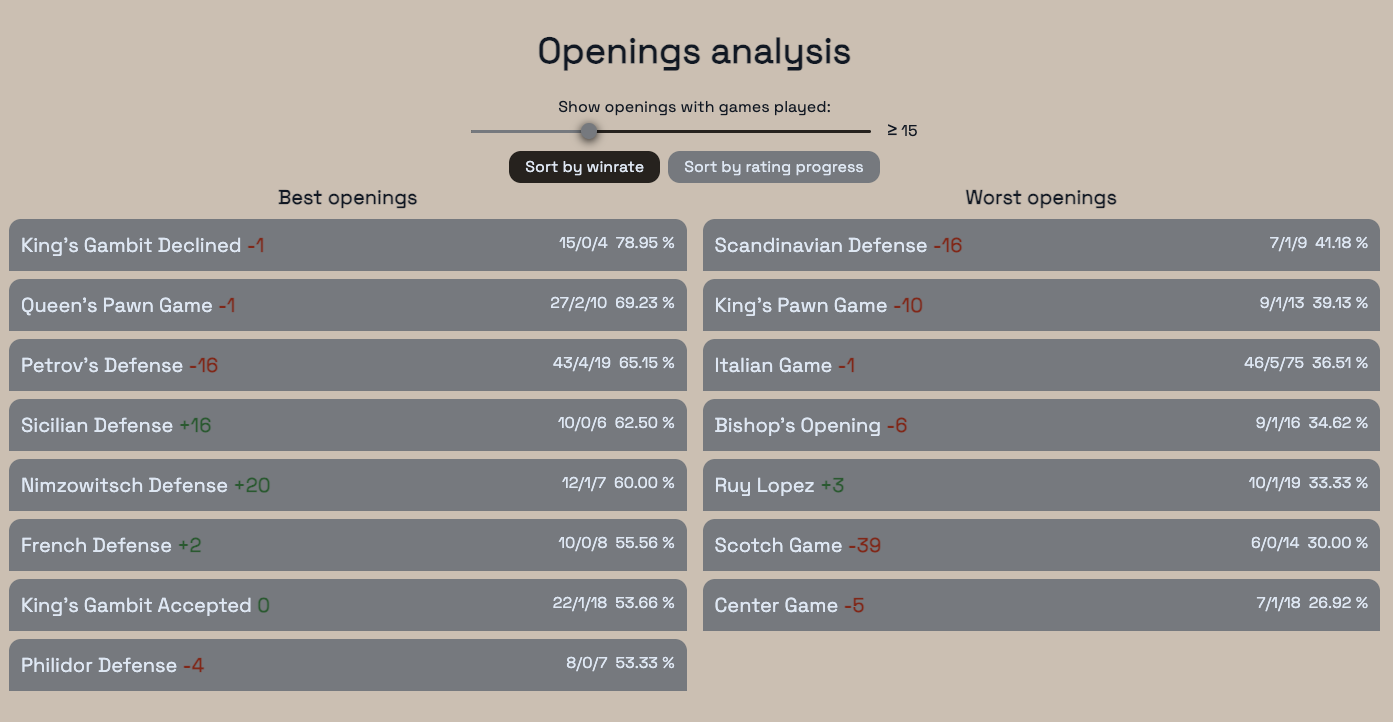 Openings analysis
Show openings with games played:
≥ 15
Sort by winrate Sort by rating progress
Best openings
King's Gambit Declined -1 15/0/4 78.95 %
Queen's Pawn Game -1 27/2/10 69.23 %
Petrov's Defense -16 43/4/19 65.15 %
Sicilian Defense +16 10/0/6 62.50 %
Nimzowitsch Defense +20 12/1/7 60.00 %
French Defense +2 10/0/8 55.56 %
King's Gambit Accepted 0 22/1/18 53.66 %
Philidor Defense -4 8/0/7 53.33 %
Worst openings
Scandinavian Defense -16 7/1/9 41.18 %
King's Pawn Game -10 9/1/13 39.13 %
Italian Game -1 46/5/75 36.51 %
Bishop's Opening -6 9/1/16 34.62 %
Ruy Lopez +3 10/1/19 33.33 %
Scotch Game -39 6/0/14 30.00 %
Center Game -5 7/1/18 26.92 %